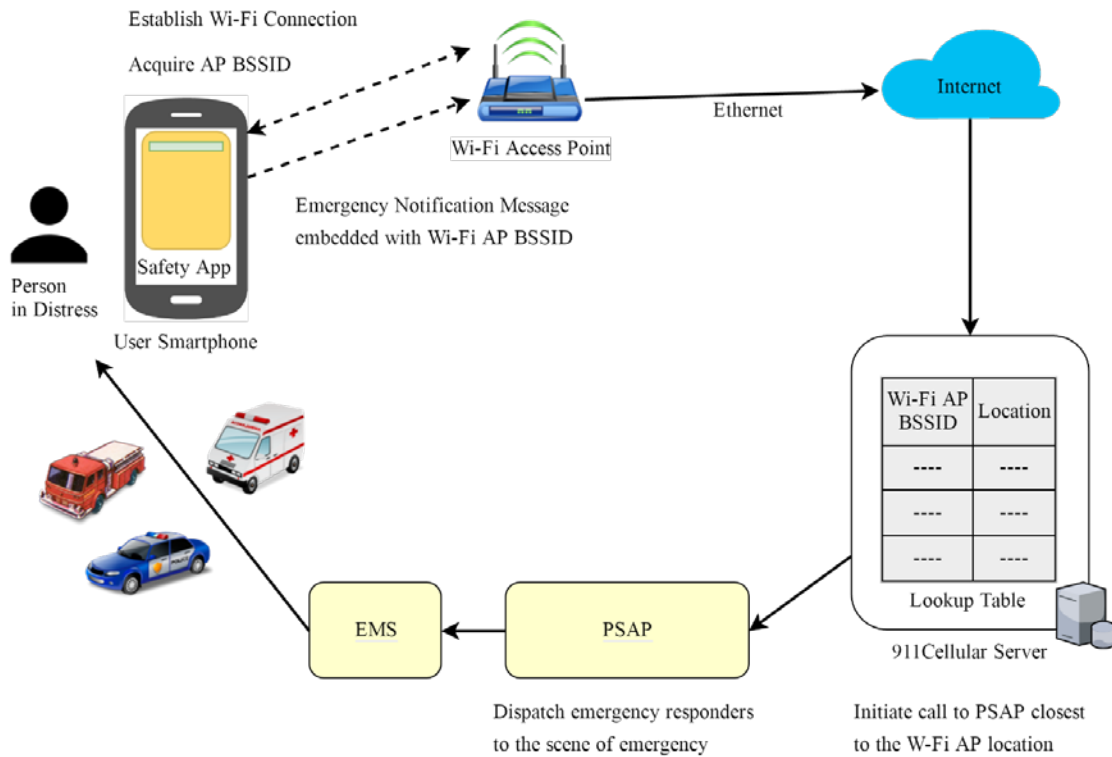 Establish Wi-Fi Connection
Acquire AP BSSID
Wi-Fi Access Point
Ethernet
Internet
Emergency Notification Message
embedded with Wi-Fi AP BSSID
Safety App
Person
in Distress
User Smartphone
Wi-Fi AP
BSSID
Location
----
----
----
----
----
----
Lookup Table
911Cellular Server
Initiate call to PSAP closest
to the W-Fi AP location
PSAP
Dispatch emergency responders
to the scene of emergency
EMS
AMBULANCE
POLICE